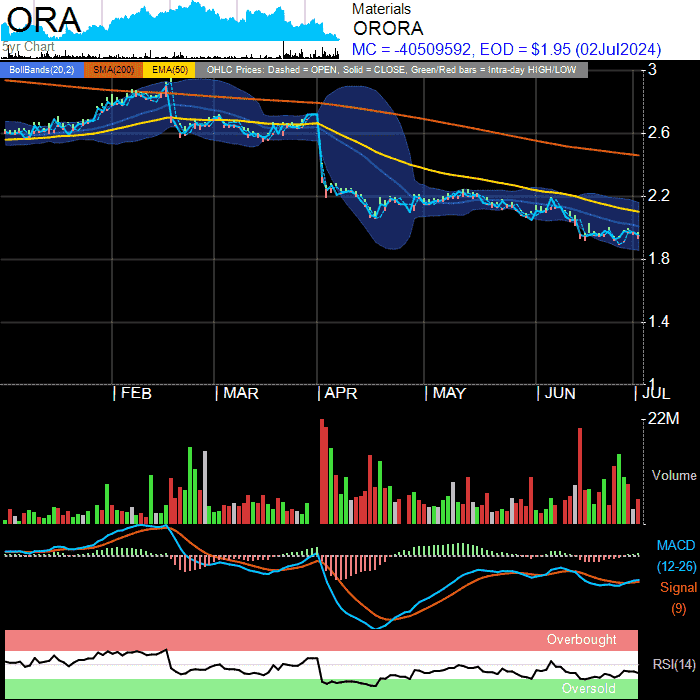 ORA
5yr Chart
Materials
ORORA
MC = -40509592, EOD = $1.95 (02Jul2024)
BollBands(20,2) SMA(200) EMA(50) OHLC Prices: Dashed = OPEN, Solid = CLOSE, Green/Red bars = Intra-day HIGH/LOW
3
2.6
2.2
1.8
1.4
1
FEB MAR APR MAY JUN JUL
22M
Volume
MACD
(12-26)
Signal
(9)
Overbought
RSI(14)
Oversold